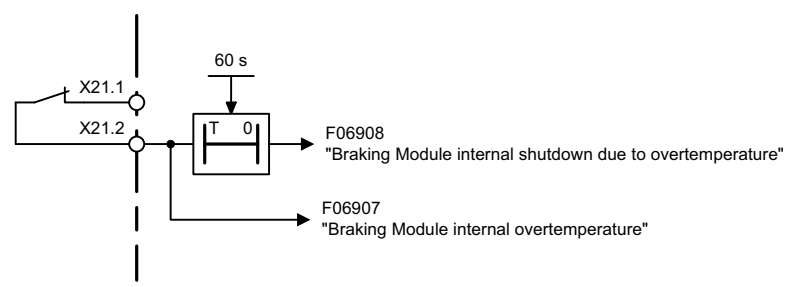 60 s
X21.1
X21.2
T 0
F06908
"Braking Module internal shutdown due to overtemperature"
F06907
"Braking Module internal overtemperature"